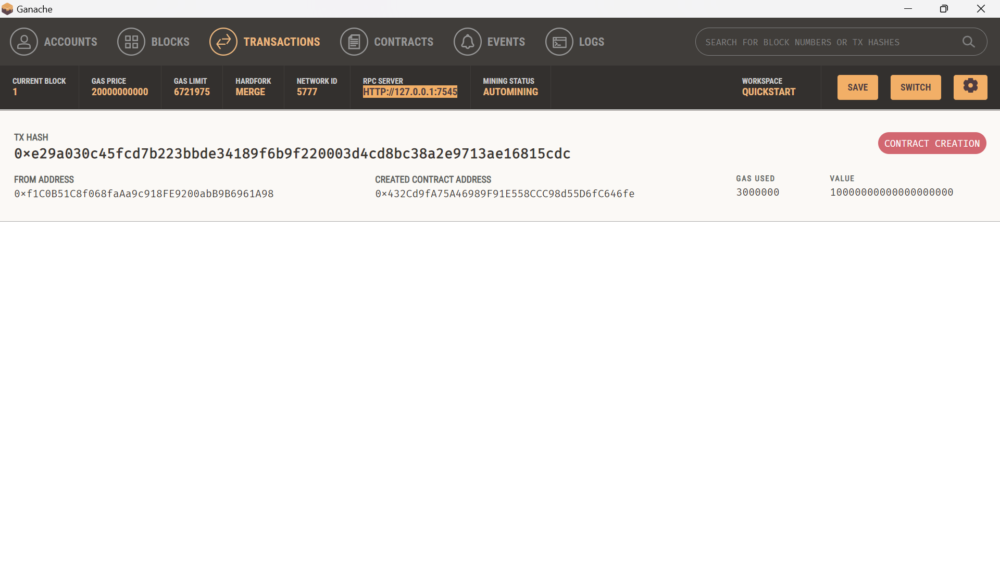 Ganache
ACCOUNTS BLOCKS TRANSACTIONS CONTRACTS EVENTS LOGS SEARCH FOR BLOCK NUMBERS OR TX HASHES
CURRENT BLOCK GAS PRICE GAS LIMIT HARDFORK NETWORK ID RPC SERVER MINING STATUS WORKSPACE
1 20000000000 6721975 MERGE 5777 HTTP://127.0.0.1:7545 AUTOMINING QUICKSTART SAVE SWITCH
TX HASH
0×e29a030c45fcd7b223bbde34189f6b9f220003d4cd8bc38a2e9713ae16815cdc CONTRACT CREATION
FROM ADDRESS CREATED CONTRACT ADDRESS GAS USED VALUE
0×f1C0B51C8f068faAa9c918FE9200abB9B6961A98 0×432Cd9fA75A46989F91E558CCC98d55D6fC646fe 3000000 10000000000000000000